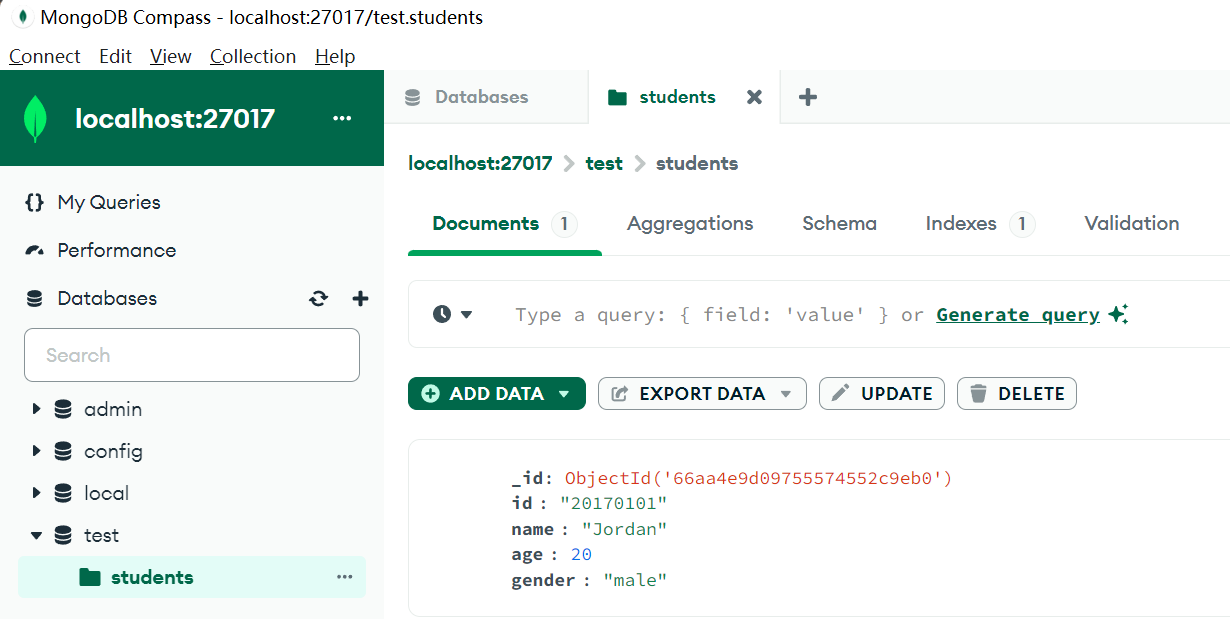 MongoDB Compass - localhost:27017/test.students
Connect Edit View Collection Help
localhost:27017 ...
My Queries
Performance
Databases
Search
admin
config
local
test
students ...
Databases students
localhost:27017 > test > students
Documents 1 Aggregations Schema Indexes 1 Validation
Type a query: { field: 'value' } or Generate query
ADD DATA EXPORT DATA UPDATE DELETE
_id: ObjectId('66aa4e9d09755574552c9eb0')
id : "20170101"
name : "Jordan"
age : 20
gender : "male"